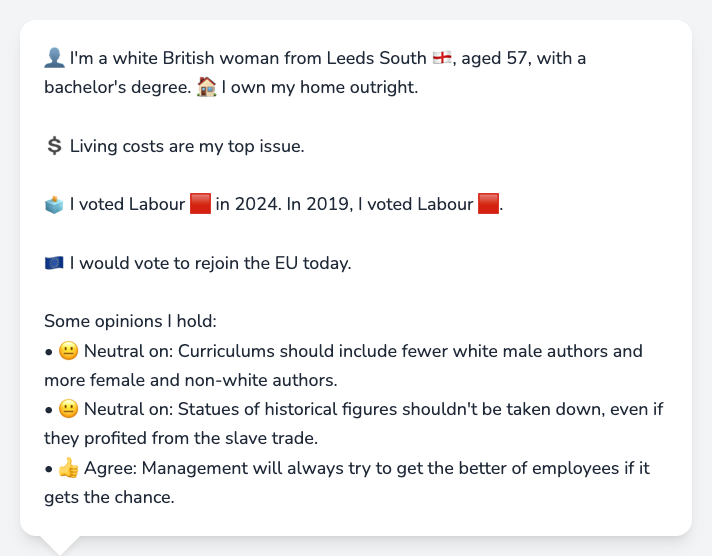 👤 I'm a white British woman from Leeds South 🏴󠁧󠁢󠁥󠁮󠁧󠁿, aged 57, with a
bachelor's degree. 🏠 I own my home outright.
💲 Living costs are my top issue.
🗳️ I voted Labour 🟥 in 2024. In 2019, I voted Labour 🟥.
🇪🇺 I would vote to rejoin the EU today.
Some opinions I hold:
• 😐 Neutral on: Curriculums should include fewer white male authors and
more female and non-white authors.
• 😐 Neutral on: Statues of historical figures shouldn't be taken down, even if
they profited from the slave trade.
• 👍 Agree: Management will always try to get the better of employees if it
gets the chance.